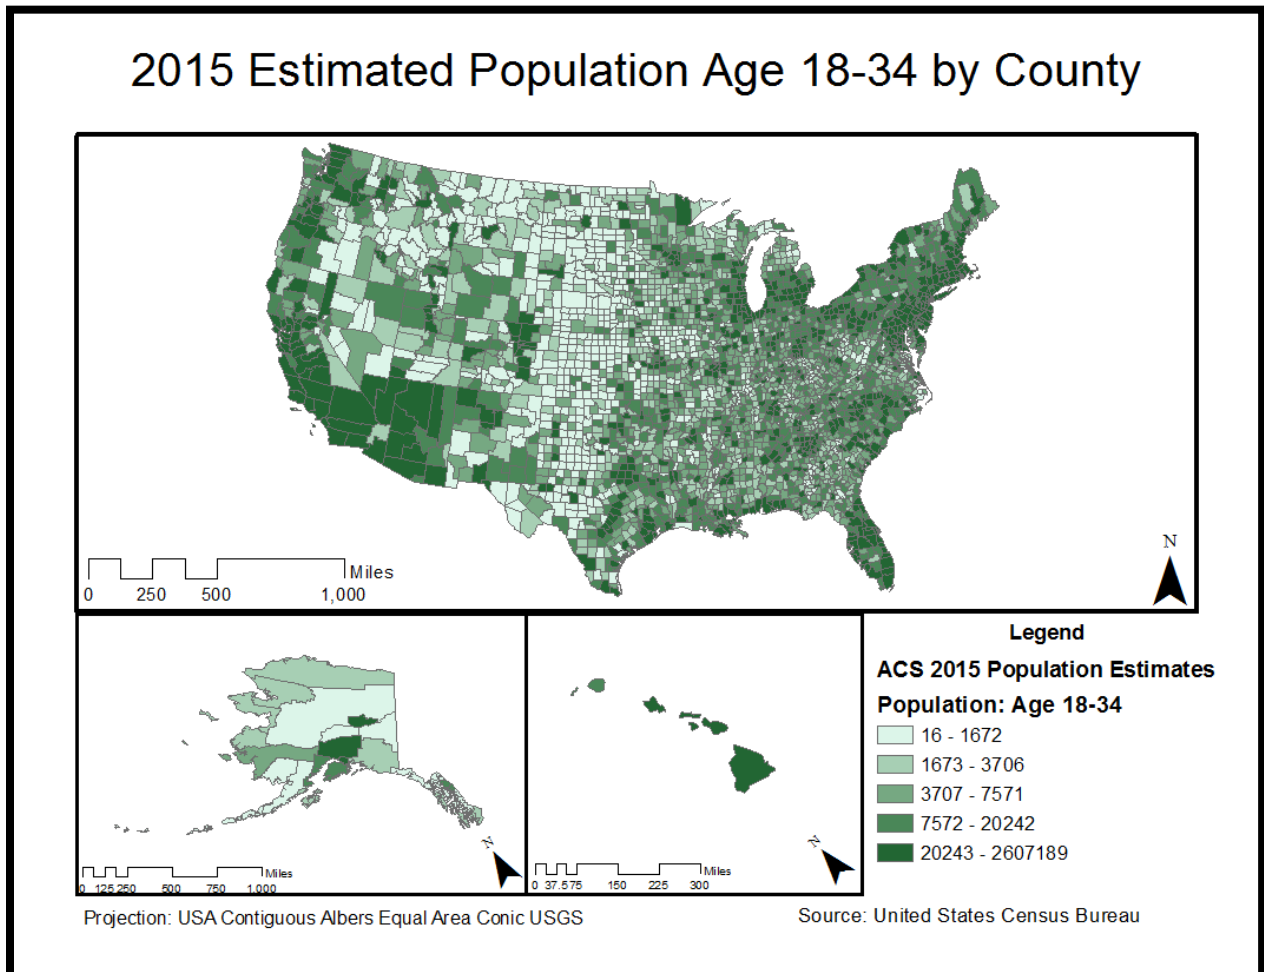 2015 Estimated Population Age 18-34 by County
N
Miles
0 250 500 1,000
Legend
ACS 2015 Population Estimates
Population: Age 18-34
16 - 1672
1673 - 3706
3707 - 7571
7572 - 20242
20243 - 2607189
N
Miles
0 125 250 500 750 1,000
N
Miles
0 37.5 75 150 225 300
Projection: USA Contiguous Albers Equal Area Conic USGS
Source: United States Census Bureau